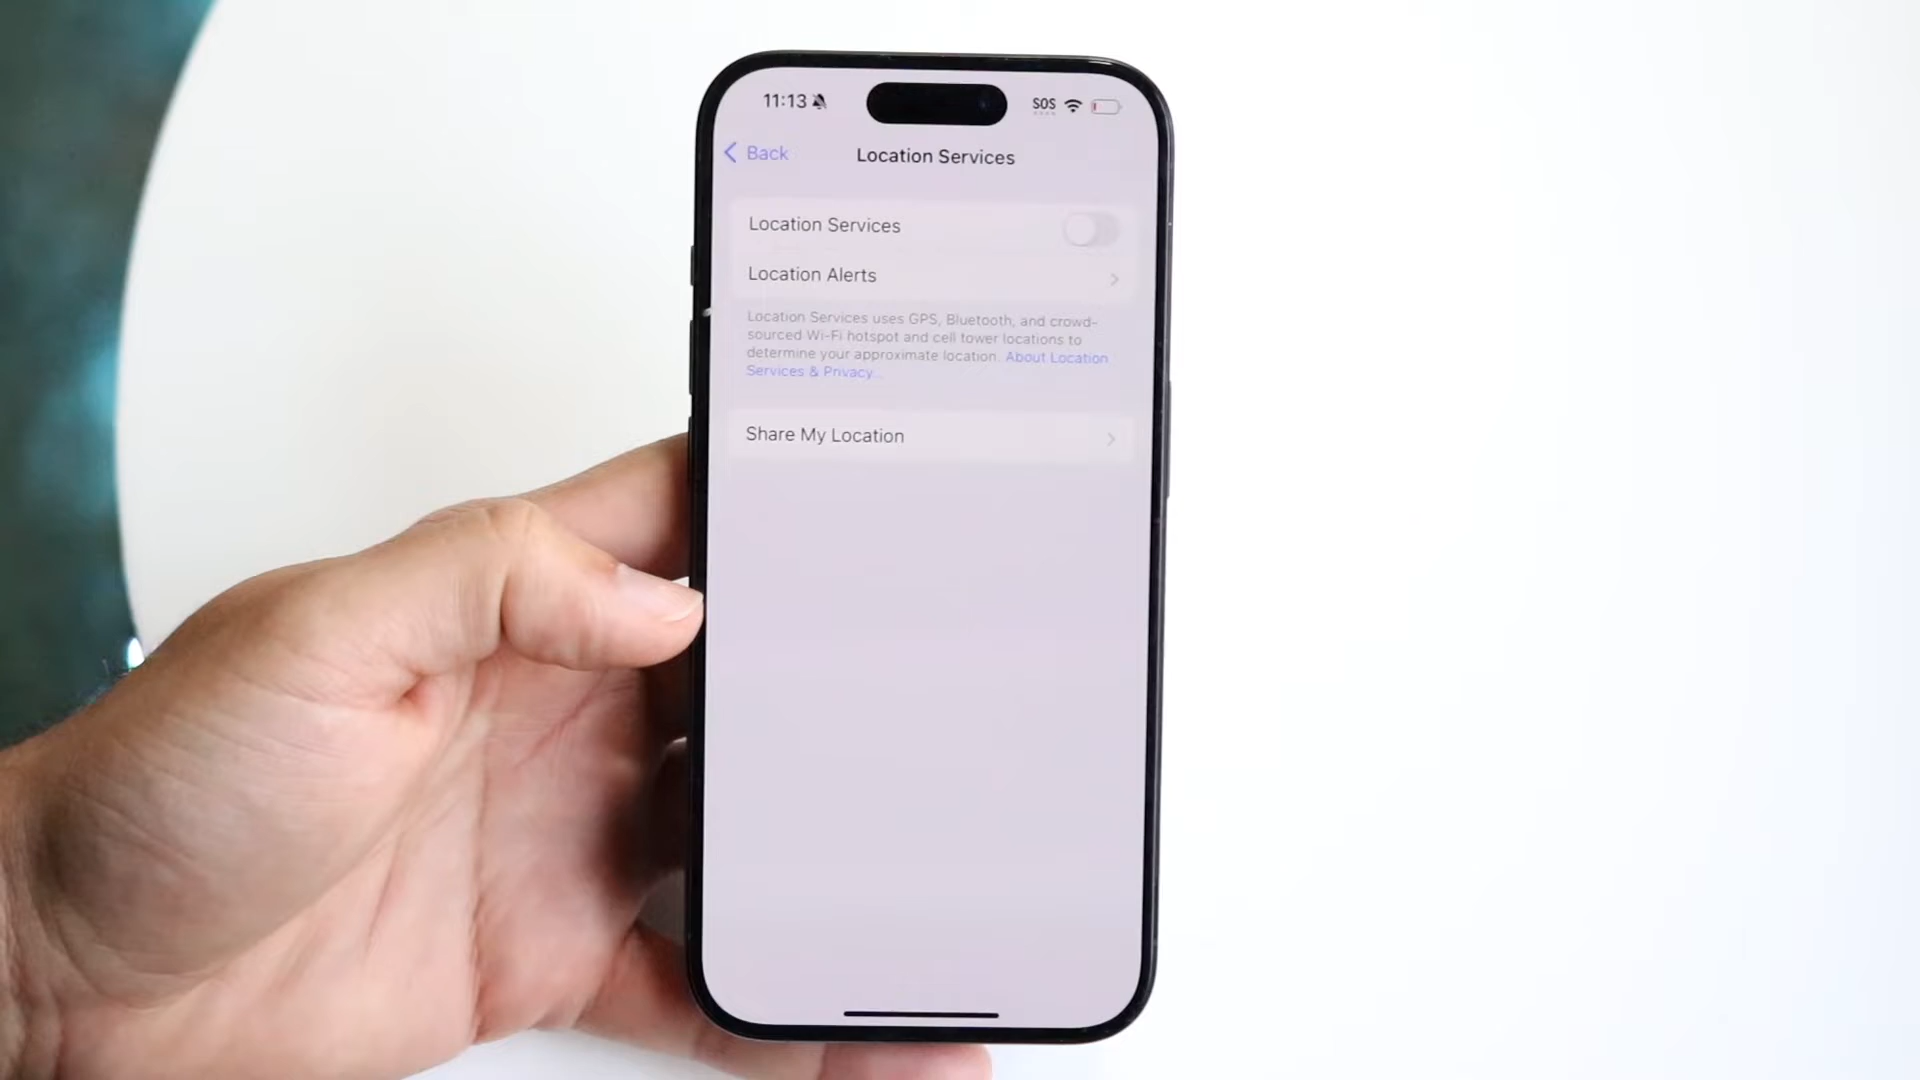 11:13
SOS
Back
Location Services
Location Services
Location Alerts
Location Services uses GPS, Bluetooth, and crowd-
sourced Wi-Fi hotspot and cell tower locations to
determine your approximate location. About Location
Services & Privacy...
Share My Location